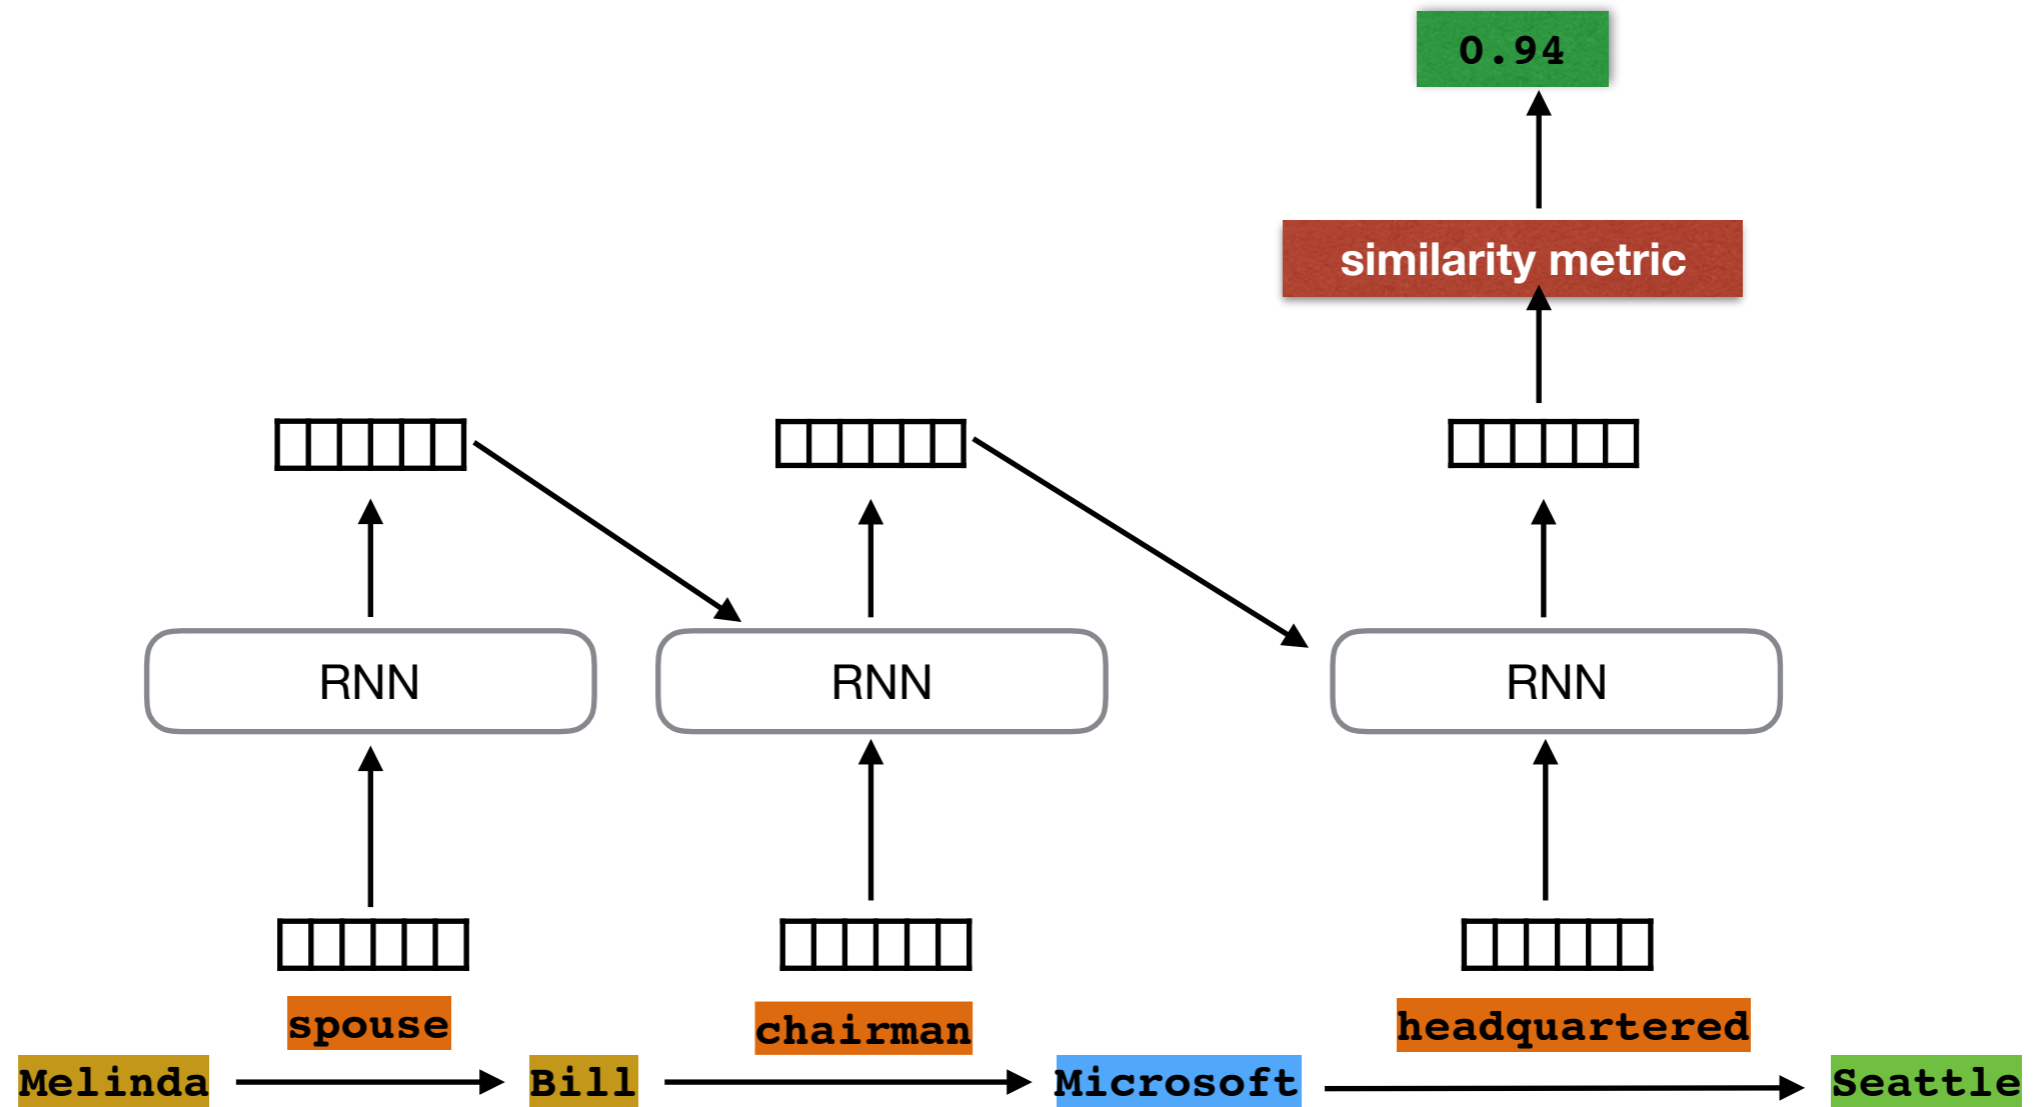 0.94
similarity metric
RNN RNN RNN
spouse chairman headquartered
Melinda Bill Microsoft Seattle